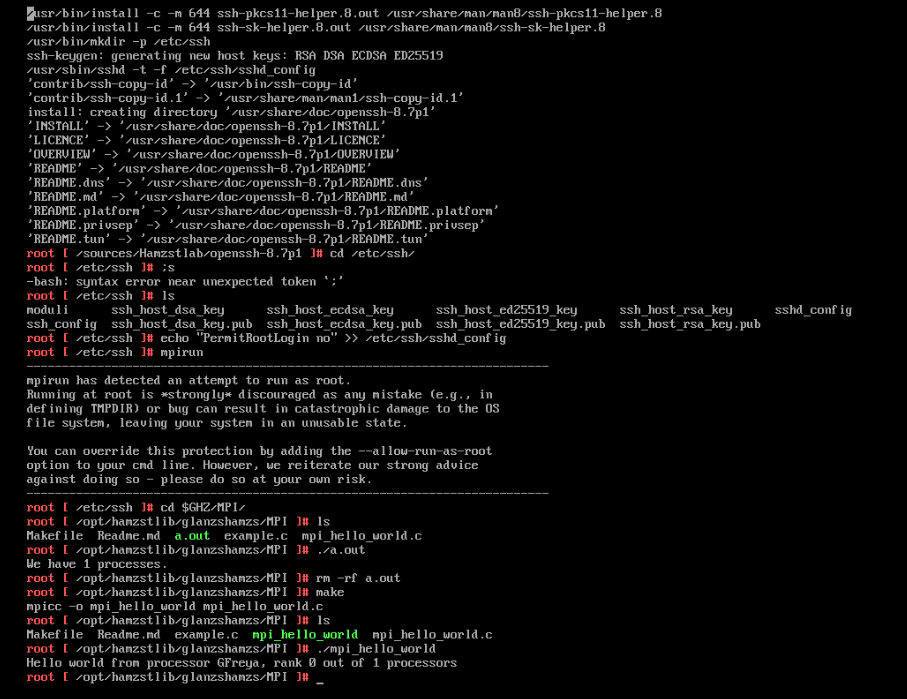 /usr/bin/install -c -m 644 ssh-pkcs11-helper.8.out /usr/share/man/man8/ssh-pkcs11-helper.8
/usr/bin/install -c -m 644 ssh-sk-helper.8.out /usr/share/man/man8/ssh-sk-helper.8
/usr/bin/mkdir -p /etc/ssh
ssh-keygen: generating new host keys: RSA DSA ECDSA ED25519
/usr/sbin/sshd -t -f /etc/ssh/sshd_config
'contrib/ssh-copy-id' -> '/usr/bin/ssh-copy-id'
'contrib/ssh-copy-id.1' -> '/usr/share/man/man1/ssh-copy-id.1'
install: creating directory '/usr/share/doc/openssh-8.7p1'
'INSTALL' -> '/usr/share/doc/openssh-8.7p1/INSTALL'
'LICENCE' -> '/usr/share/doc/openssh-8.7p1/LICENCE'
'OVERVIEW' -> '/usr/share/doc/openssh-8.7p1/OVERVIEW'
'README' -> '/usr/share/doc/openssh-8.7p1/README'
'README.dns' -> '/usr/share/doc/openssh-8.7p1/README.dns'
'README.md' -> '/usr/share/doc/openssh-8.7p1/README.md'
'README.platform' -> '/usr/share/doc/openssh-8.7p1/README.platform'
'README.privsep' -> '/usr/share/doc/openssh-8.7p1/README.privsep'
'README.tun' -> '/usr/share/doc/openssh-8.7p1/README.tun'
root [ /sources/Hamzstlab/openssh-8.7p1 ]# cd /etc/ssh/
root [ /etc/ssh ]# ;s
-bash: syntax error near unexpected token `;'
root [ /etc/ssh ]# ls
moduli      ssh_host_dsa_key      ssh_host_ecdsa_key      ssh_host_ed25519_key      ssh_host_rsa_key      sshd_config
ssh_config  ssh_host_dsa_key.pub  ssh_host_ecdsa_key.pub  ssh_host_ed25519_key.pub  ssh_host_rsa_key.pub
root [ /etc/ssh ]# echo "PermitRootLogin no" >> /etc/ssh/sshd_config
root [ /etc/ssh ]# mpirun
--------------------------------------------------------------------------
mpirun has detected an attempt to run as root.
Running at root is *strongly* discouraged as any mistake (e.g., in
defining TMPDIR) or bug can result in catastrophic damage to the OS
file system, leaving your system in an unusable state.

You can override this protection by adding the --allow-run-as-root
option to your cmd line. However, we reiterate our strong advice
against doing so - please do so at your own risk.
--------------------------------------------------------------------------
root [ /etc/ssh ]# cd $GHZ/MPI/
root [ /opt/hamzstlib/glanzshamzs/MPI ]# ls
Makefile  Readme.md  a.out  example.c  mpi_hello_world.c
root [ /opt/hamzstlib/glanzshamzs/MPI ]# ./a.out
We have 1 processes.
root [ /opt/hamzstlib/glanzshamzs/MPI ]# rm -rf a.out
root [ /opt/hamzstlib/glanzshamzs/MPI ]# make
mpicc -o mpi_hello_world mpi_hello_world.c
root [ /opt/hamzstlib/glanzshamzs/MPI ]# ls
Makefile  Readme.md  example.c  mpi_hello_world  mpi_hello_world.c
root [ /opt/hamzstlib/glanzshamzs/MPI ]# ./mpi_hello_world
Hello world from processor GFreya, rank 0 out of 1 processors
root [ /opt/hamzstlib/glanzshamzs/MPI ]# _